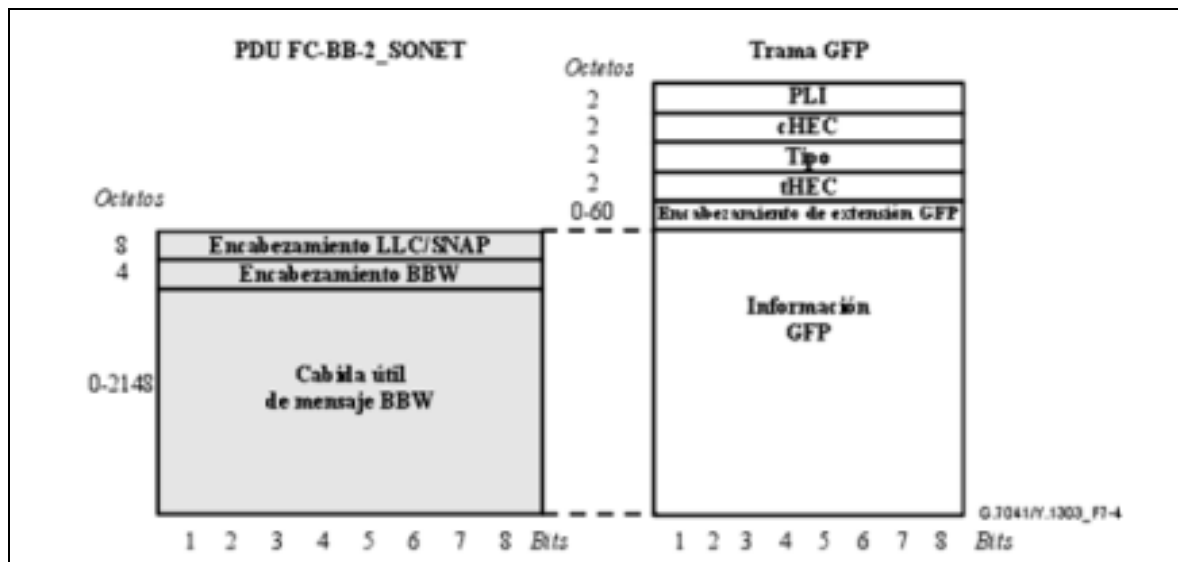 PDU FC-BB-2_SONET
Octetos
8
Encabezamiento LLC/SNAP
4
Encabezamiento BBW
0-2148
Cabida útil
de mensaje BBW
1 2 3 4 5 6 7 8 Bits
Trama GFP
Octetos
2
PLI
2
cHEC
2
Tipo
2
tHEC
0-60
Encabezamiento de extensión GFP
Información
GFP
1 2 3 4 5 6 7 8 Bits
G.7041/Y.1303_F7-4